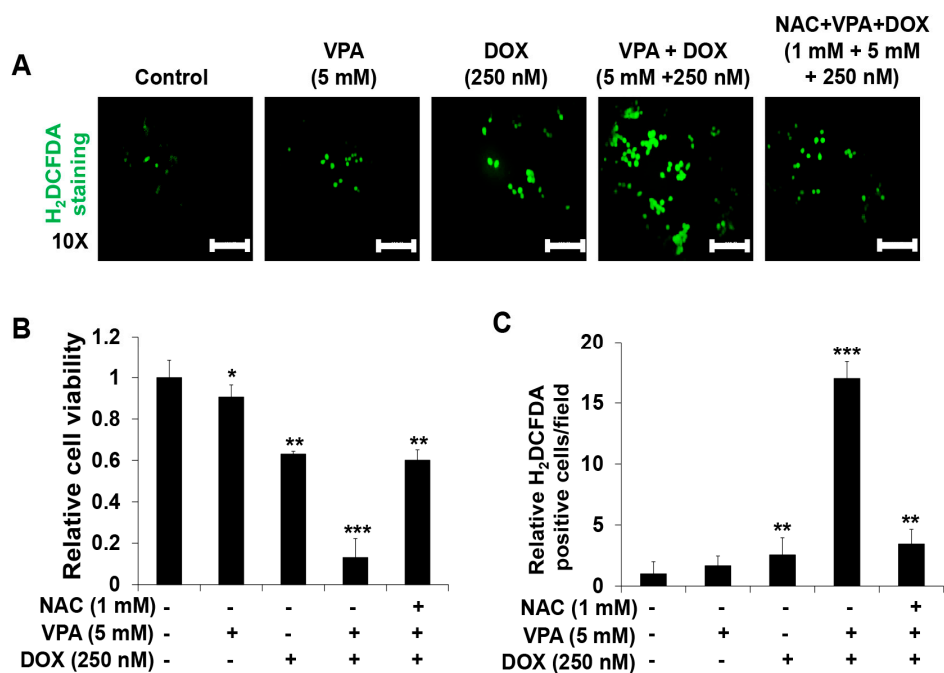 A
Control
VPA
(5 mM)
DOX
(250 nM)
VPA + DOX
(5 mM +250 nM)
NAC+VPA+DOX
(1 mM + 5 mM
+ 250 nM)
H₂DCFDA
staining
10X
B
Relative cell viability
1.2
1
0.8
0.6
0.4
0.2
0
*
**
***
**
NAC (1 mM) - - - - +
VPA (5 mM) - + - + +
DOX (250 nM) - - + + +
C
Relative H₂DCFDA
positive cells/field
20
15
10
5
0
**
***
**
NAC (1 mM) - - - - +
VPA (5 mM) - + - + +
DOX (250 nM) - - + + +